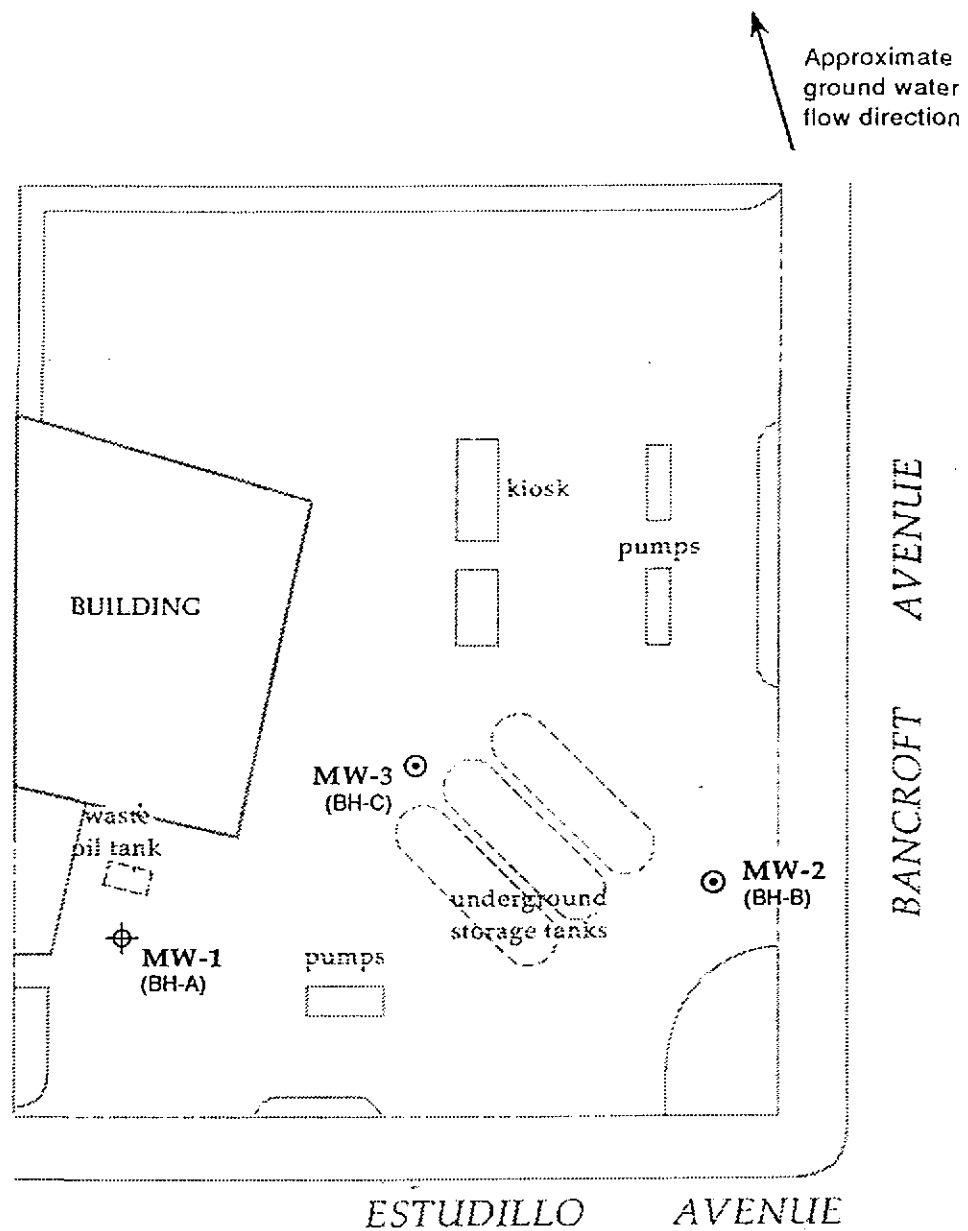 Approximate
ground water
flow direction
kiosk
pumps
BUILDING
AVENUE
BANCROFT
MW-3
(BH-C)
waste
oil tank
MW-2
(BH-B)
underground
storage tanks
MW-1
(BH-A)
pumps
ESTUDILLO AVENUE